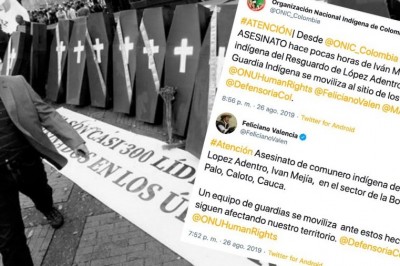 Organización Nacional Indígena de Colom
@ONIC_Colombia
#ATENCIÓN| Desde @ONIC_Colombia
ASESINATO hace pocas horas de Iván M
indígena del Resguardo de López Adentro
Guardia Indígena se moviliza al sitio de los
@ONUHumanRights @FelicianoValen @M
@DefensoriaCol.
8:56 p. m. · 26 ago. 2019 · Twitter for Android
Feliciano Valencia
@FelicianoValen
#Atención Asesinato de comunero indígena de
Lopez Adentro, Ivan Mejía, en el sector de la Bo
Palo, Caloto, Cauca.
Un equipo de guardias se moviliza ante estos hec
siguen afectando nuestro territorio. @Defensoria
@ONUHumanRights
7:52 p. m. · 26 ago. 2019 · Twitter for Android
CASI 300 LÍD
ADOS EN LOS ÚL